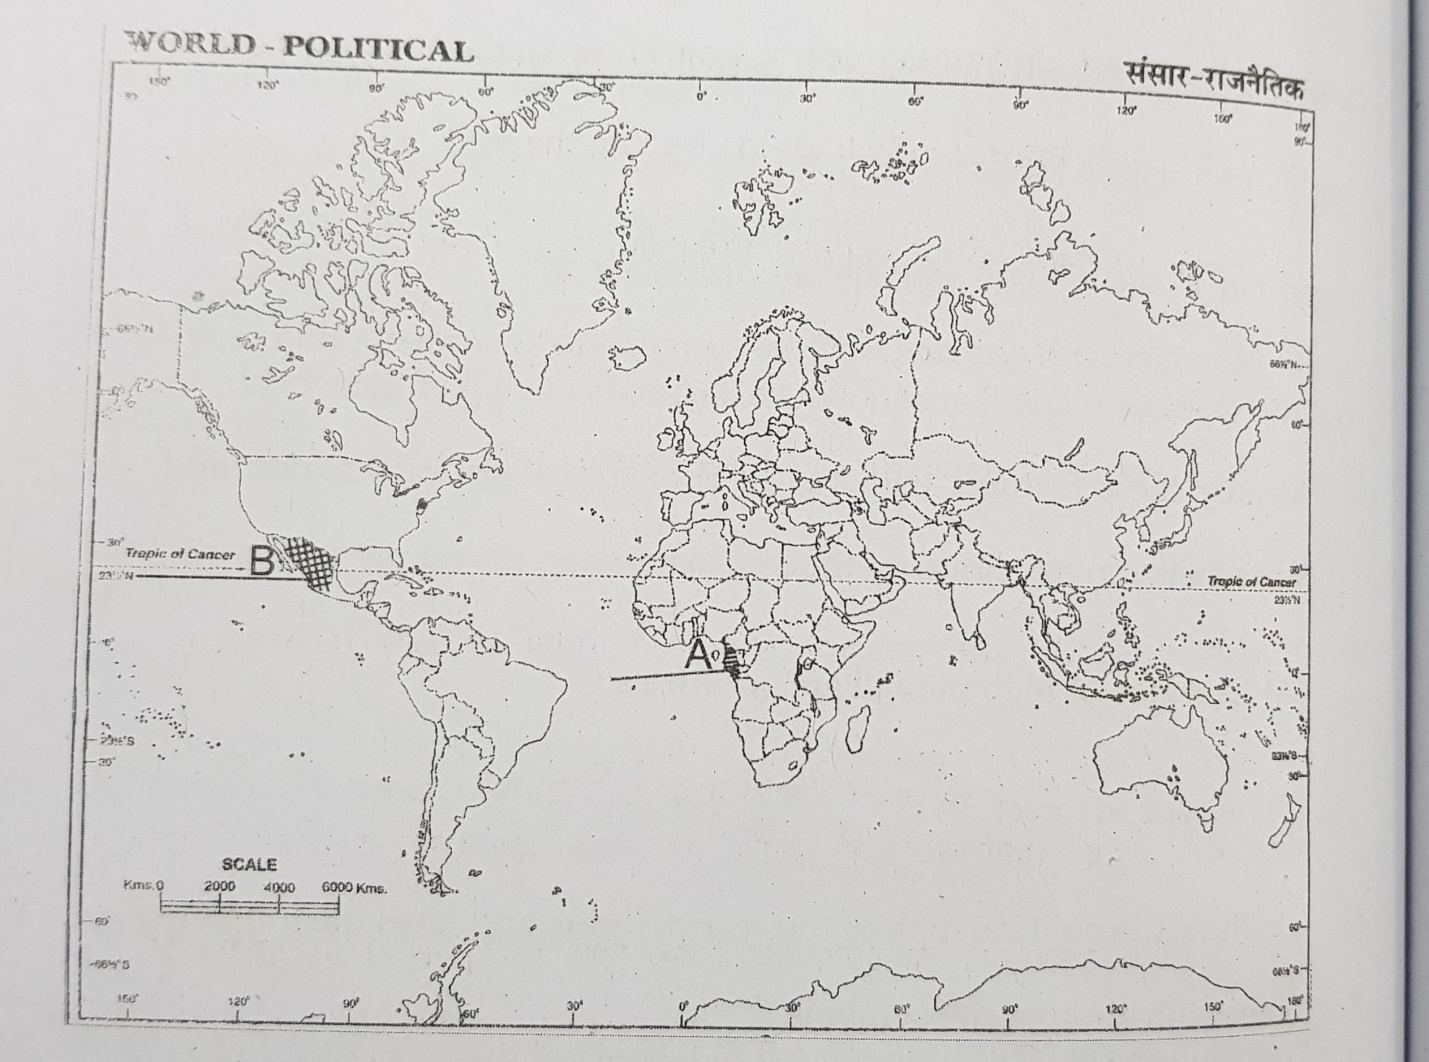 WORLD - POLITICAL
संसार-राजनैतिक
150° 120° 90° 60° 30° 0° 30° 60° 90° 120° 150° 180°
90°
66½°N
66½°N
60°
30°
Tropic of Cancer
B
23½°N
30°
Tropic of Cancer
23½°N
A
23½°S
30°
23½°S
30°
SCALE
Kms.0 2000 4000 6000 Kms.
60°
60°
66½°S
66½°S
150° 120° 90° 60° 30° 0° 30° 60° 90° 120° 150° 180°